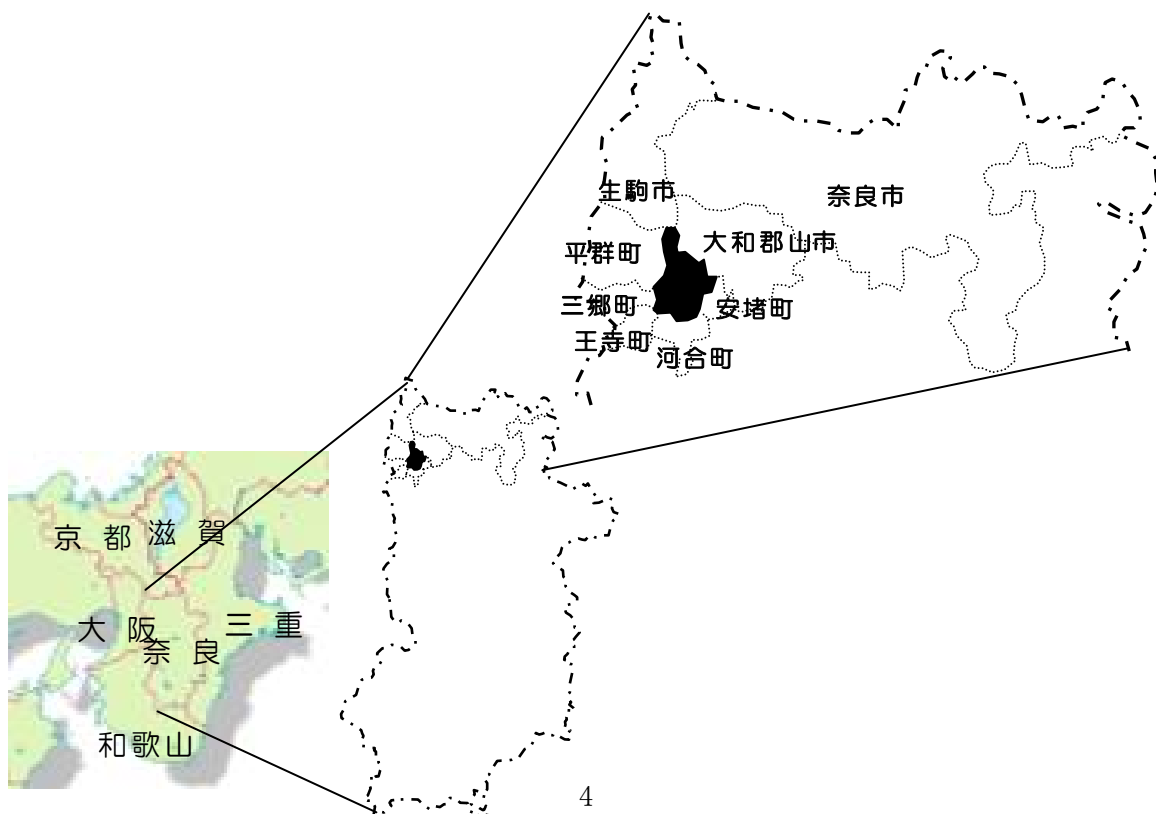 生駒市
奈良市
大和郡山市
平群町
三郷町
安堵町
王寺町
河合町
京都
滋賀
大阪
三重
奈良
和歌山
4